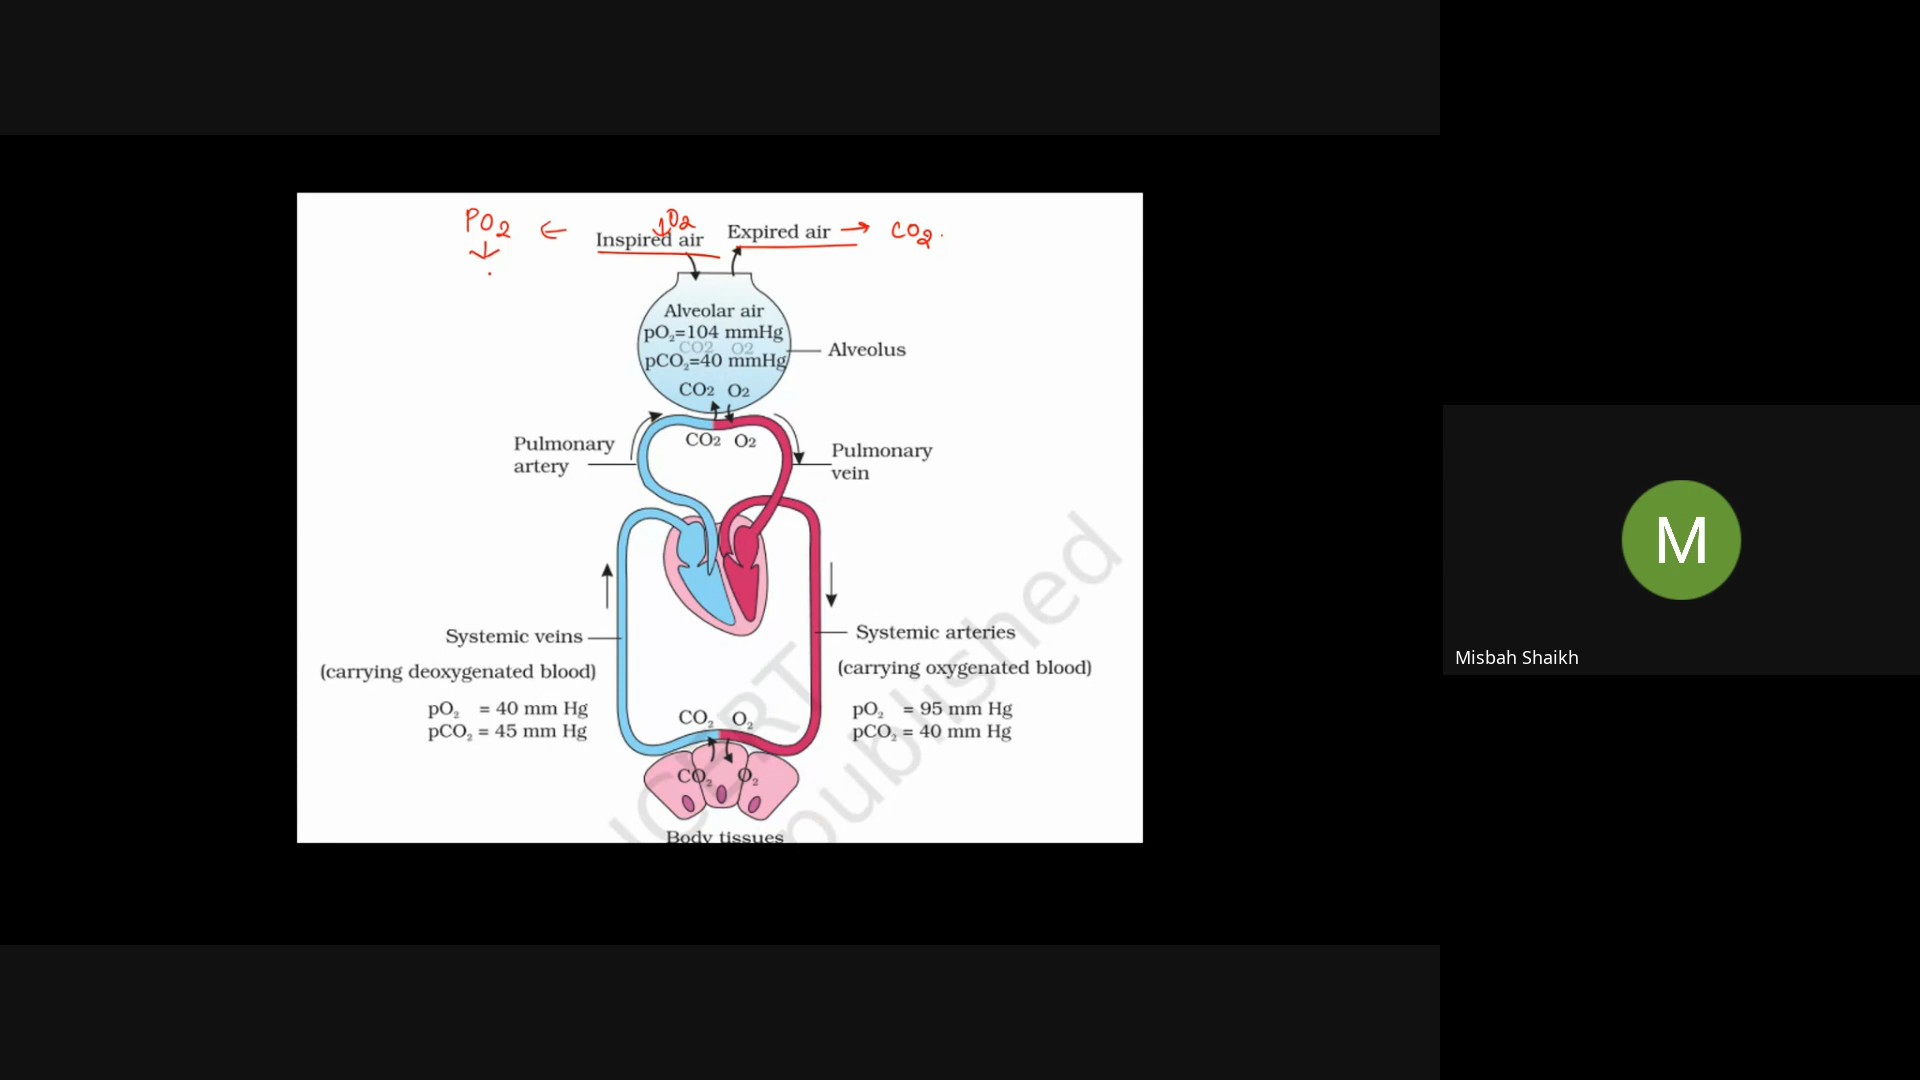 PO2 ← Inspired air ↓O2 Expired air → CO2.
↓
Alveolar air
pO₂=104 mmHg
CO2 O2
pCO₂=40 mmHg
Alveolus
CO2 O2
CO2 O2
Pulmonary
artery
Pulmonary
vein
Systemic veins
(carrying deoxygenated blood)
pO₂ = 40 mm Hg
pCO₂ = 45 mm Hg
Systemic arteries
(carrying oxygenated blood)
pO₂ = 95 mm Hg
pCO₂ = 40 mm Hg
CO₂ O₂
CO₂ O₂
Body tissues
published
M
Misbah Shaikh